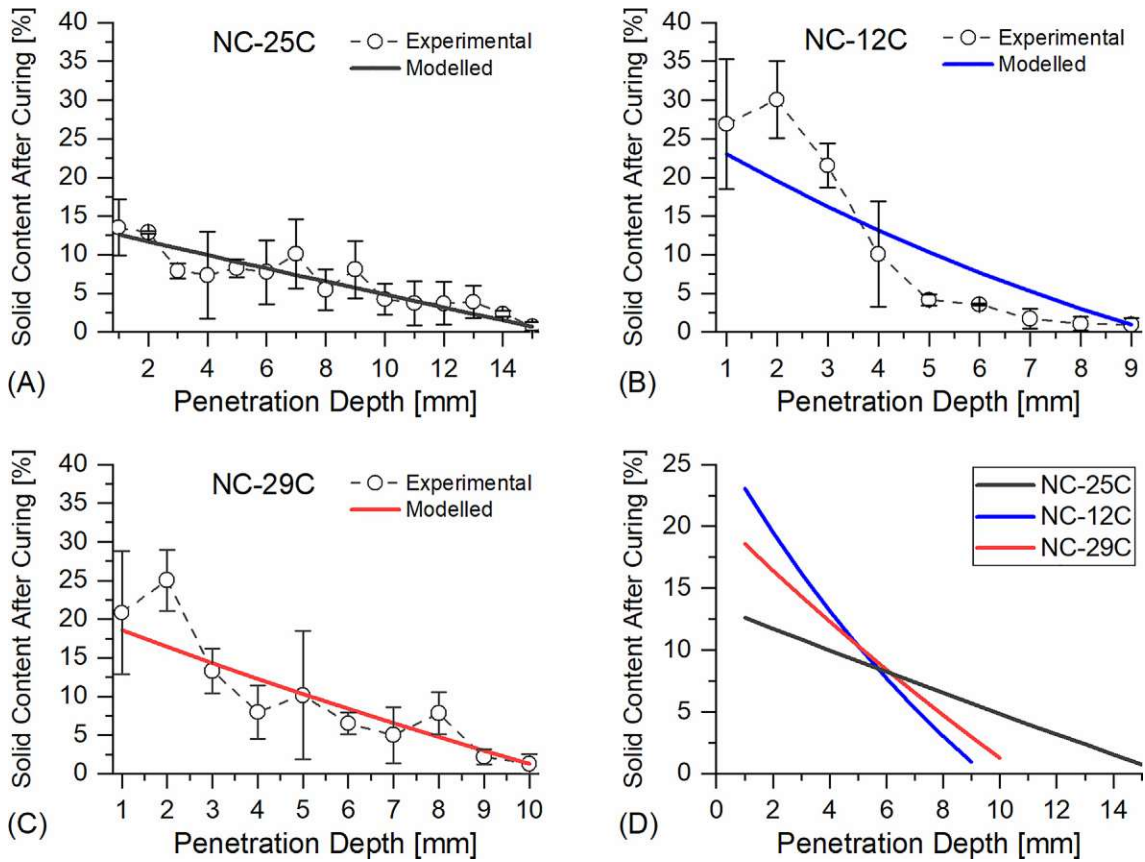 Solid Content After Curing [%]
40
35
30
25
20
15
10
5
0
NC-25C
Experimental
Modelled
2 4 6 8 10 12 14
Penetration Depth [mm]
(A)
Solid Content After Curing [%]
40
35
30
25
20
15
10
5
0
NC-12C
Experimental
Modelled
1 2 3 4 5 6 7 8 9
Penetration Depth [mm]
(B)
Solid Content After Curing [%]
40
35
30
25
20
15
10
5
0
NC-29C
Experimental
Modelled
1 2 3 4 5 6 7 8 9 10
Penetration Depth [mm]
(C)
Solid Content After Curing [%]
25
20
15
10
5
0
NC-25C
NC-12C
NC-29C
0 2 4 6 8 10 12 14
Penetration Depth [mm]
(D)